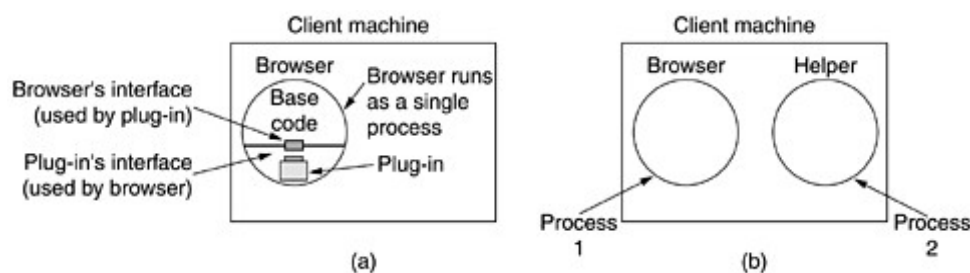 Client machine
Browser
Browser's interface
(used by plug-in)
Base
code
Browser runs
as a single
process
Plug-in's interface
(used by browser)
Plug-in
(a)
Client machine
Browser
Helper
Process
1
Process
2
(b)